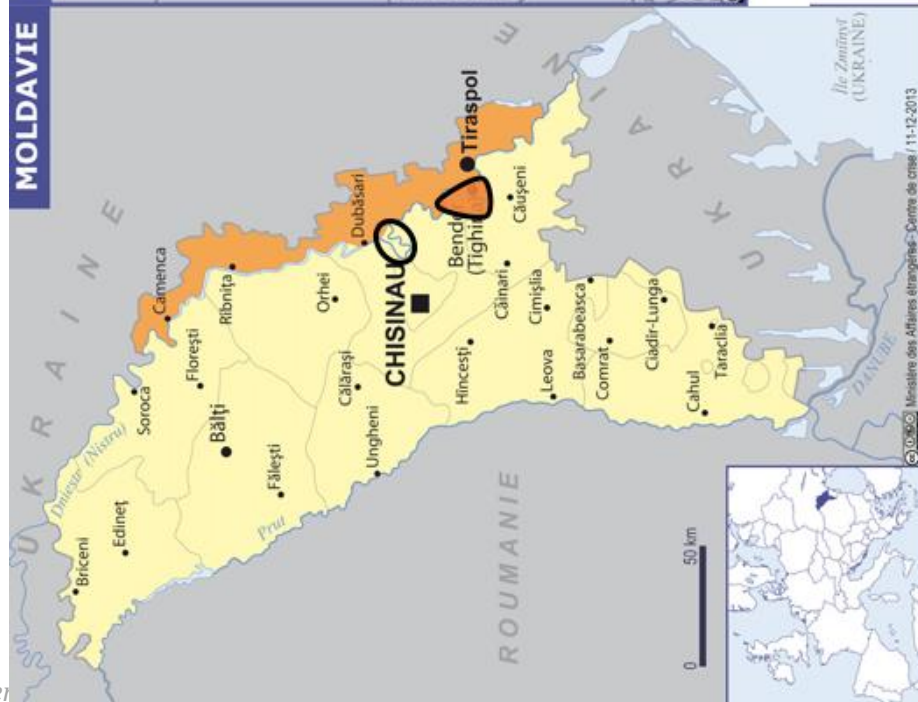 MOLDAVIE
UKRAINE
Briceni
Edineț
Dniestr (Nistru)
Soroca
Camenca
Florești
Bălți
Rîbnița
Fălești
Prut
Orhei
Dubăsari
Călărași
Ungheni
CHISINAU
Tiraspol
Bende
(Tighin
Hîncești
Căinari
Căușeni
Cimișlia
Leova
Basarabeasca
Comrat
Ciadir-Lunga
Cahul
Taraclia
ROUMANIE
UKRAINE
DANUBE
Île Zmiïnyï
(UKRAINE)
0 50 km
Ministère des Affaires étrangères - Centre de crise / 11-12-2013